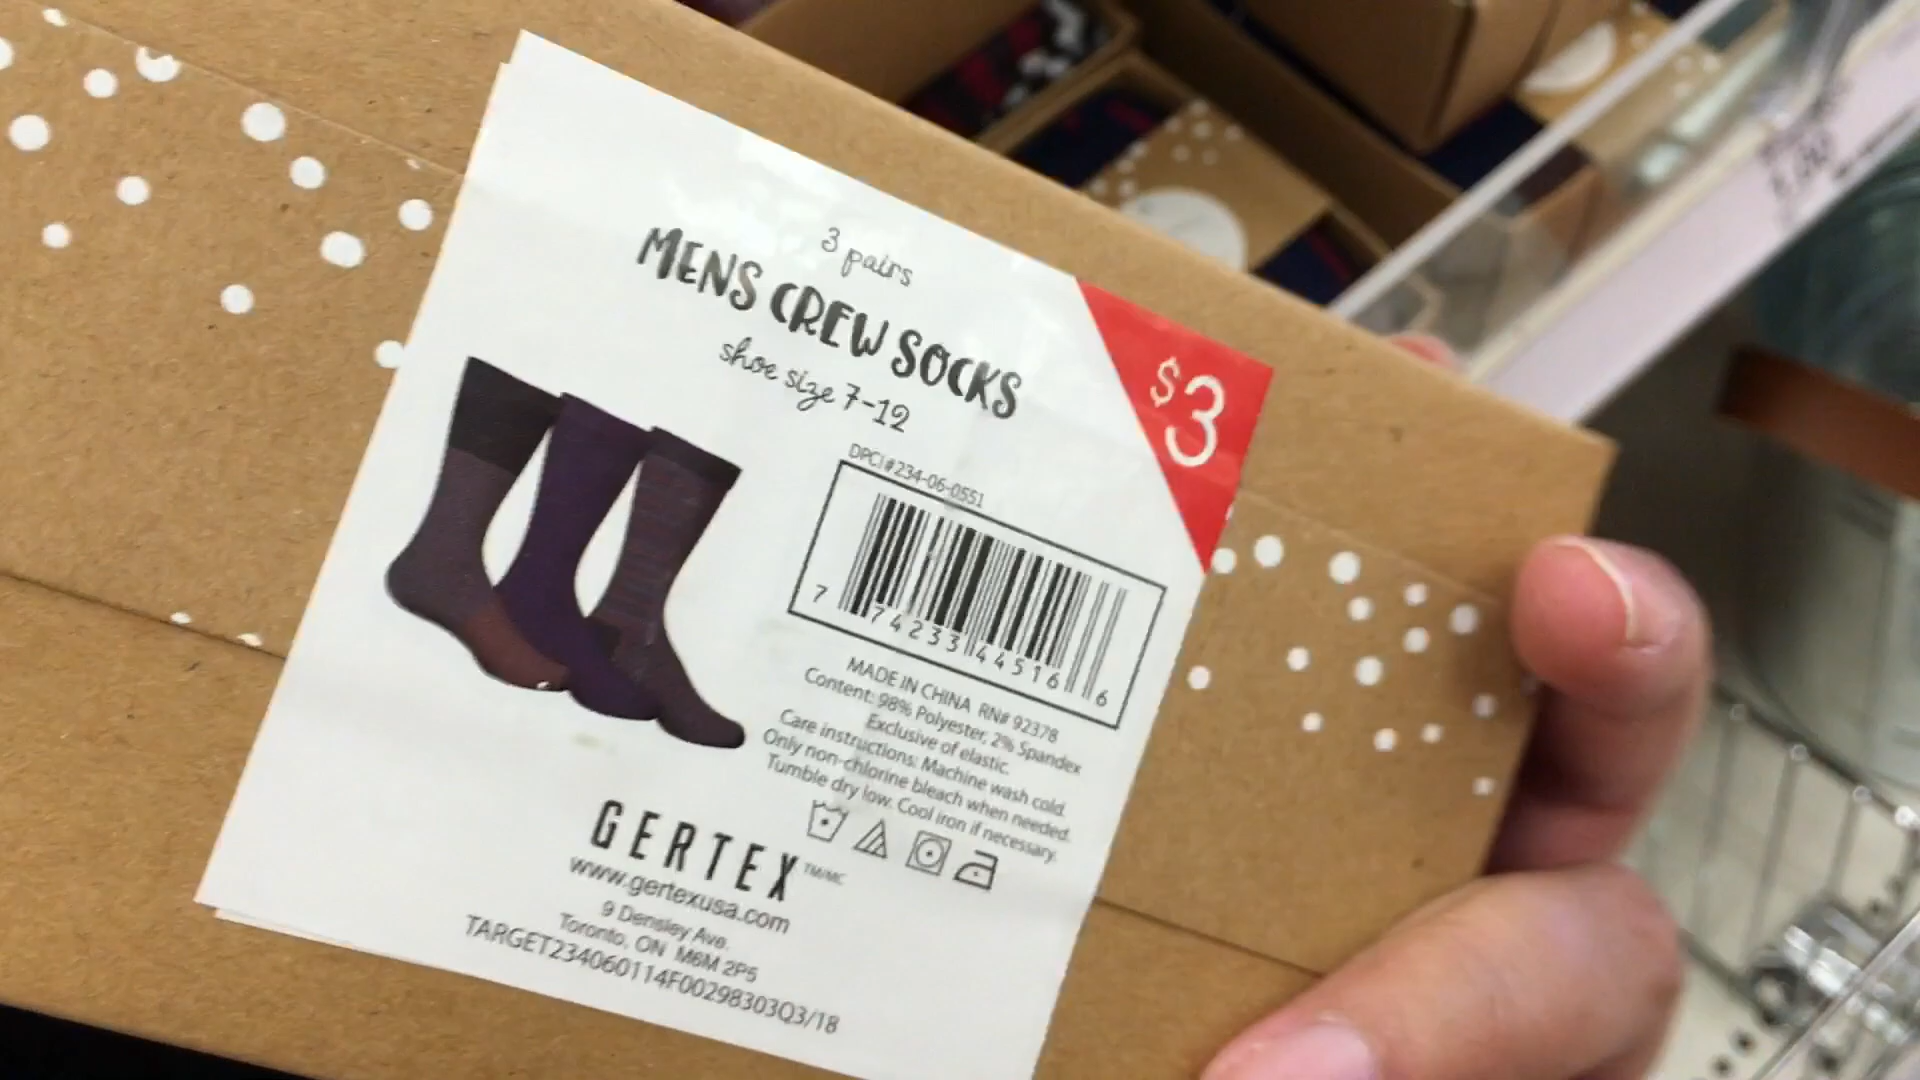 3 pairs
MENS CREW SOCKS
shoe size 7-12
$3
DPCI#234-06-0551
7 74233 44516 6
MADE IN CHINA RN# 92378
Content: 98% Polyester, 2% Spandex
Exclusive of elastic.
Care instructions: Machine wash cold.
Only non-chlorine bleach when needed.
Tumble dry low. Cool iron if necessary.
GERTEX TM/MC
www.gertexusa.com
9 Densley Ave.
Toronto, ON M6M 2P5
TARGET234060114F00298303Q3/18